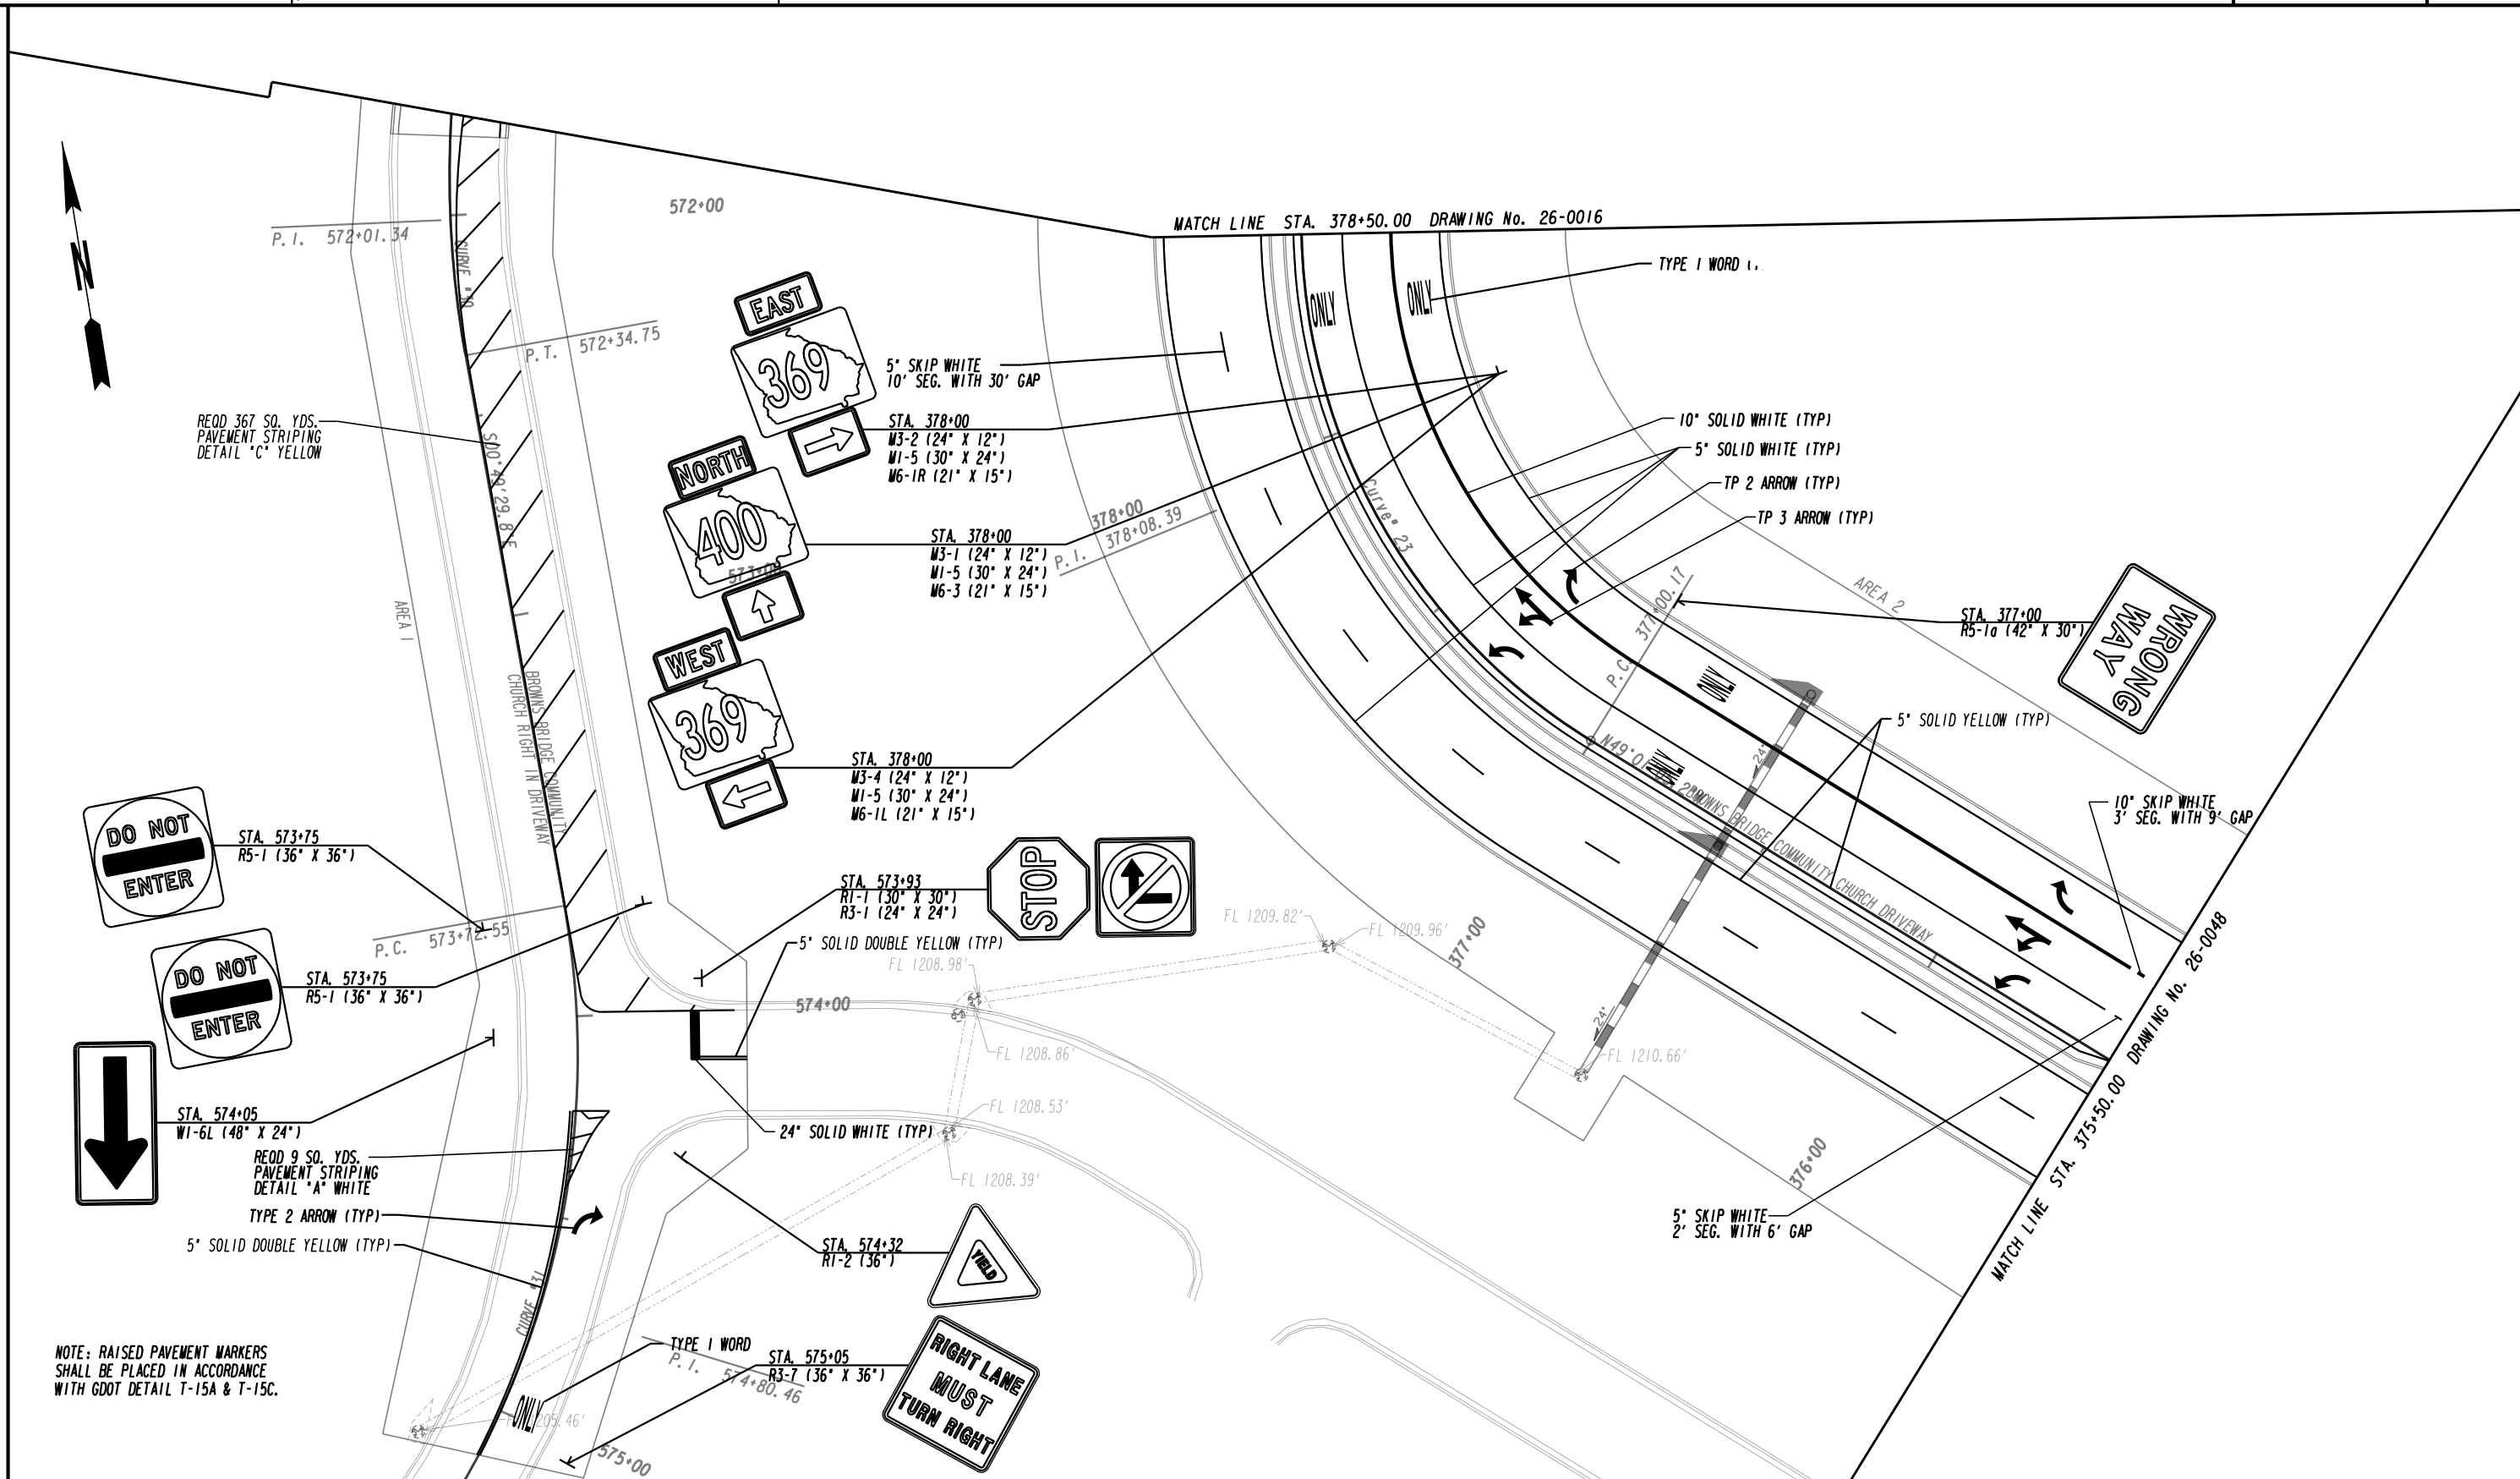 MATCH LINE STA. 378+50.00 DRAWING No. 26-0016
N
P.I. 572+01.34
572+00
CURVE #30
P.T. 572+34.75
REQD 367 SQ. YDS.
PAVEMENT STRIPING
DETAIL "C" YELLOW
AREA 1
BROWNS BRIDGE COMMUNITY
CHURCH RIGHT IN DRIVEWAY
EAST
369
5" SKIP WHITE
10' SEG. WITH 30' GAP
STA. 378+00
M3-2 (24" X 12")
M1-5 (30" X 24")
M6-1R (21" X 15")
NORTH
400
STA. 378+00
M3-1 (24" X 12")
M1-5 (30" X 24")
M6-3 (21" X 15")
378+00
P.I. 378+08.39
WEST
369
STA. 378+00
M3-4 (24" X 12")
M1-5 (30" X 24")
M6-1L (21" X 15")
ONLY
ONLY
TYPE 1 WORD
10" SOLID WHITE (TYP)
5" SOLID WHITE (TYP)
TP 2 ARROW (TYP)
TP 3 ARROW (TYP)
Curve# 23
P.C. 377+00.17
AREA 2
STA. 377+00
R5-1a (42" X 30")
WRONG
WAY
ONLY
5" SOLID YELLOW (TYP)
24"
BROWNS BRIDGE COMMUNITY CHURCH DRIVEWAY
10" SKIP WHITE
3' SEG. WITH 9' GAP
DO NOT
ENTER
STA. 573+75
R5-1 (36" X 36")
P.C. 573+72.55
DO NOT
ENTER
STA. 573+75
R5-1 (36" X 36")
STA. 573+93
R1-1 (30" X 30")
R3-1 (24" X 24")
STOP
5" SOLID DOUBLE YELLOW (TYP)
FL 1208.98'
574+00
FL 1209.82'
FL 1209.96'
377+00
24"
FL 1208.86'
FL 1210.66'
FL 1208.53'
24" SOLID WHITE (TYP)
FL 1208.39'
376+00
STA. 574+05
W1-6L (48" X 24")
REQD 9 SQ. YDS.
PAVEMENT STRIPING
DETAIL "A" WHITE
TYPE 2 ARROW (TYP)
5" SOLID DOUBLE YELLOW (TYP)
CURVE #31
STA. 574+32
R1-2 (36")
YIELD
5" SKIP WHITE
2' SEG. WITH 6' GAP
MATCH LINE STA. 375+50.00 DRAWING No. 26-0048
NOTE: RAISED PAVEMENT MARKERS
SHALL BE PLACED IN ACCORDANCE
WITH GDOT DETAIL T-15A & T-15C.
TYPE 1 WORD
P.I. 574+80.46
STA. 575+05
R3-7 (36" X 36")
RIGHT LANE
MUST
TURN RIGHT
ONLY
575+00